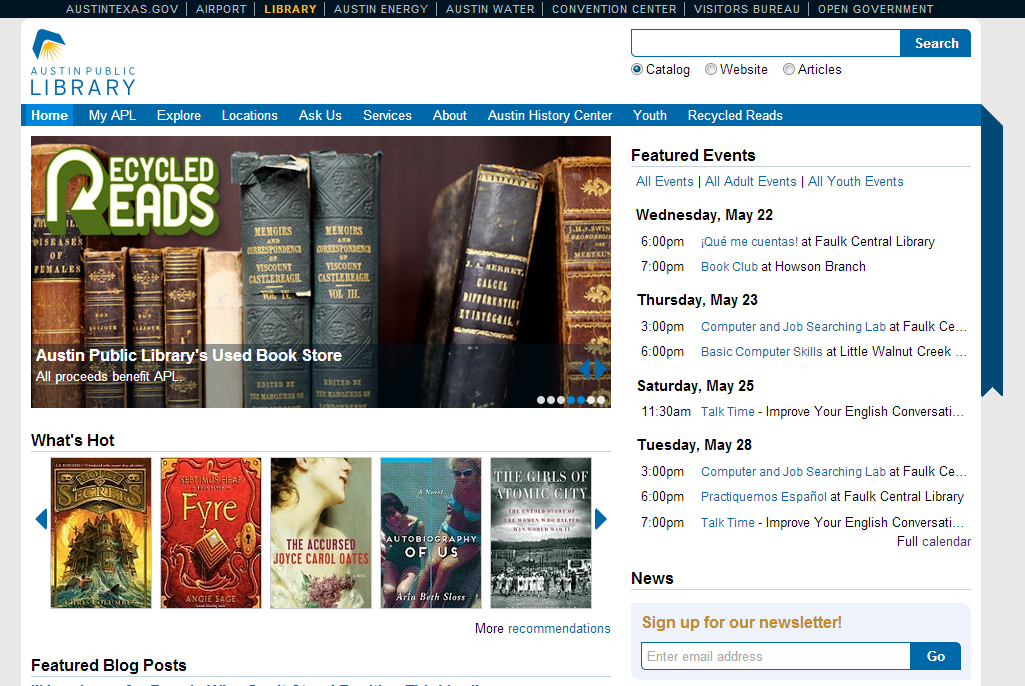 AUSTINTEXAS.GOV | AIRPORT | LIBRARY | AUSTIN ENERGY | AUSTIN WATER | CONVENTION CENTER | VISITORS BUREAU | OPEN GOVERNMENT
AUSTIN PUBLIC
LIBRARY
Search
Catalog Website Articles
Home My APL Explore Locations Ask Us Services About Austin History Center Youth Recycled Reads
RECYCLED
READS
DISEASES
OF
FEMALES
DON
QUIJOTE
MEMOIRS
AND
CORRESPONDENCE
OF
VISCOUNT
CASTLEREAGH.
VOL IV.
EDITED BY
THE MARQUESS OF
MEMOIRS
AND
CORRESPONDENCE
OF
VISCOUNT
CASTLEREAGH.
VOL III.
EDITED BY
THE MARQUESS OF
J. A. SERRET,
CALCUL
DIFFÉRENTIEL
ET INTÉGRAL.
Austin Public Library's Used Book Store
All proceeds benefit APL.
What's Hot
SECRETS
CHRIS COLUMBUS
SEPTIMUS HEAP
Fyre
ANGIE SAGE
THE ACCURSED
JOYCE CAROL OATES
A Novel
AUTOBIOGRAPHY
OF US
Aria Beth Sloss
THE GIRLS OF
ATOMIC CITY
THE UNTOLD STORY OF
THE WOMEN WHO HELPED
WIN WORLD WAR II
More recommendations
Featured Blog Posts
Featured Events
All Events | All Adult Events | All Youth Events
Wednesday, May 22
6:00pm ¡Qué me cuentas! at Faulk Central Library
7:00pm Book Club at Howson Branch
Thursday, May 23
3:00pm Computer and Job Searching Lab at Faulk Ce...
6:00pm Basic Computer Skills at Little Walnut Creek ...
Saturday, May 25
11:30am Talk Time - Improve Your English Conversati...
Tuesday, May 28
3:00pm Computer and Job Searching Lab at Faulk Ce...
6:00pm Practiquemos Español at Faulk Central Library
7:00pm Talk Time - Improve Your English Conversati...
Full calendar
News
Sign up for our newsletter!
Enter email address Go